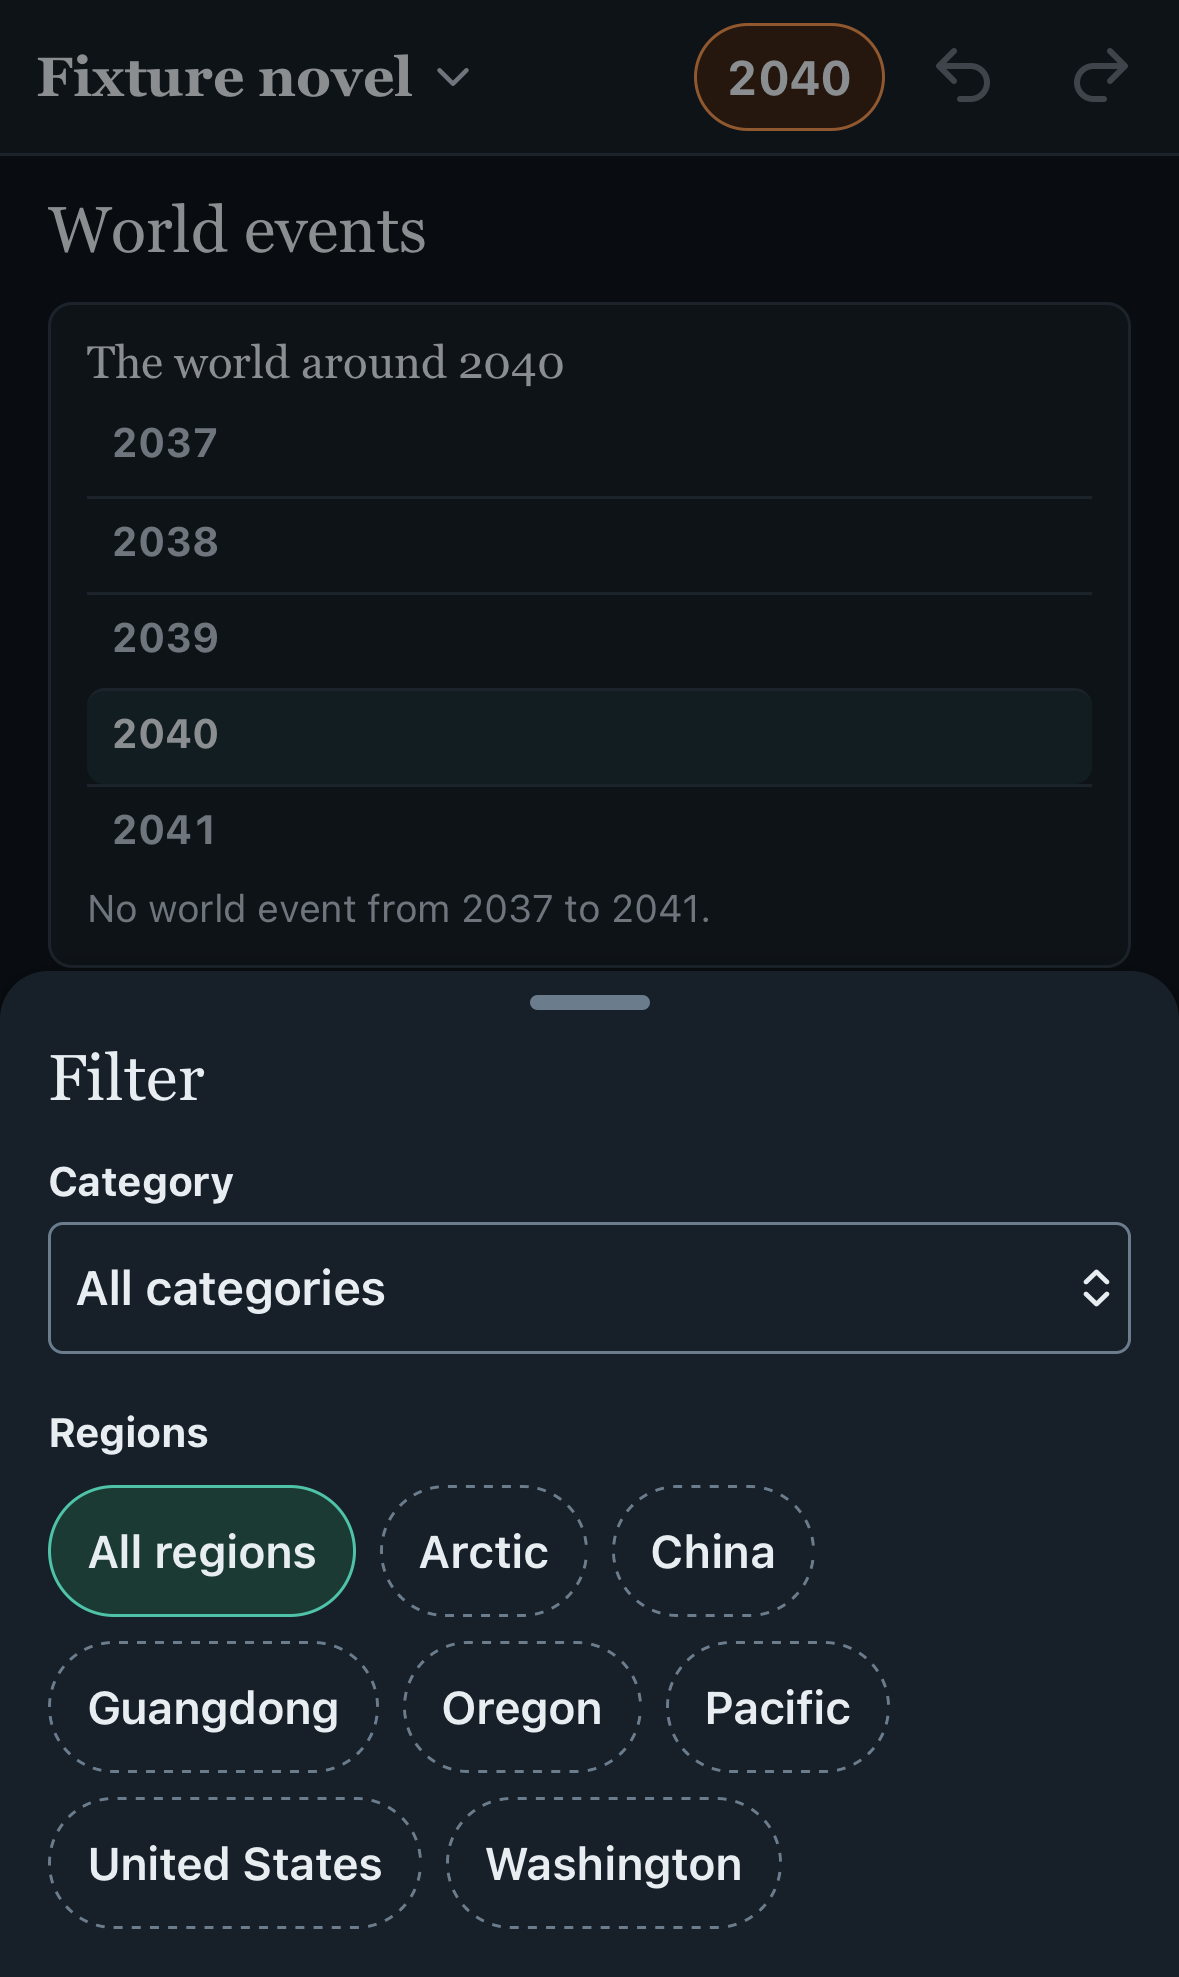 Fixture novel
2040
World events
The world around 2040
2037
2038
2039
2040
2041
No world event from 2037 to 2041.
Filter
Category
All categories
Regions
All regions
Arctic
China
Guangdong
Oregon
Pacific
United States
Washington